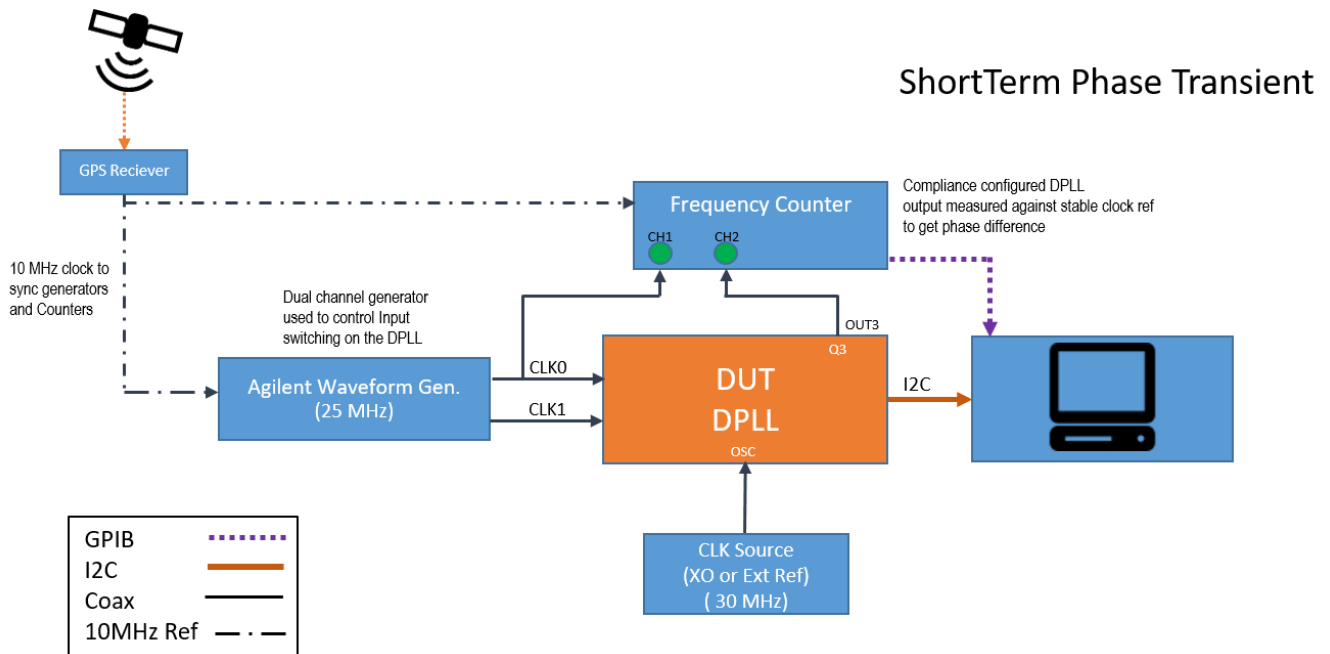 ShortTerm Phase Transient
GPS Reciever
Frequency Counter
CH1
CH2
Compliance configured DPLL
output measured against stable clock ref
to get phase difference
10 MHz clock to
sync generators
and Counters
Dual channel generator
used to control Input
switching on the DPLL
OUT3
Q3
Agilent Waveform Gen.
(25 MHz)
CLK0
CLK1
DUT
DPLL
OSC
I2C
CLK Source
(XO or Ext Ref)
( 30 MHz)
GPIB
I2C
Coax
10MHz Ref